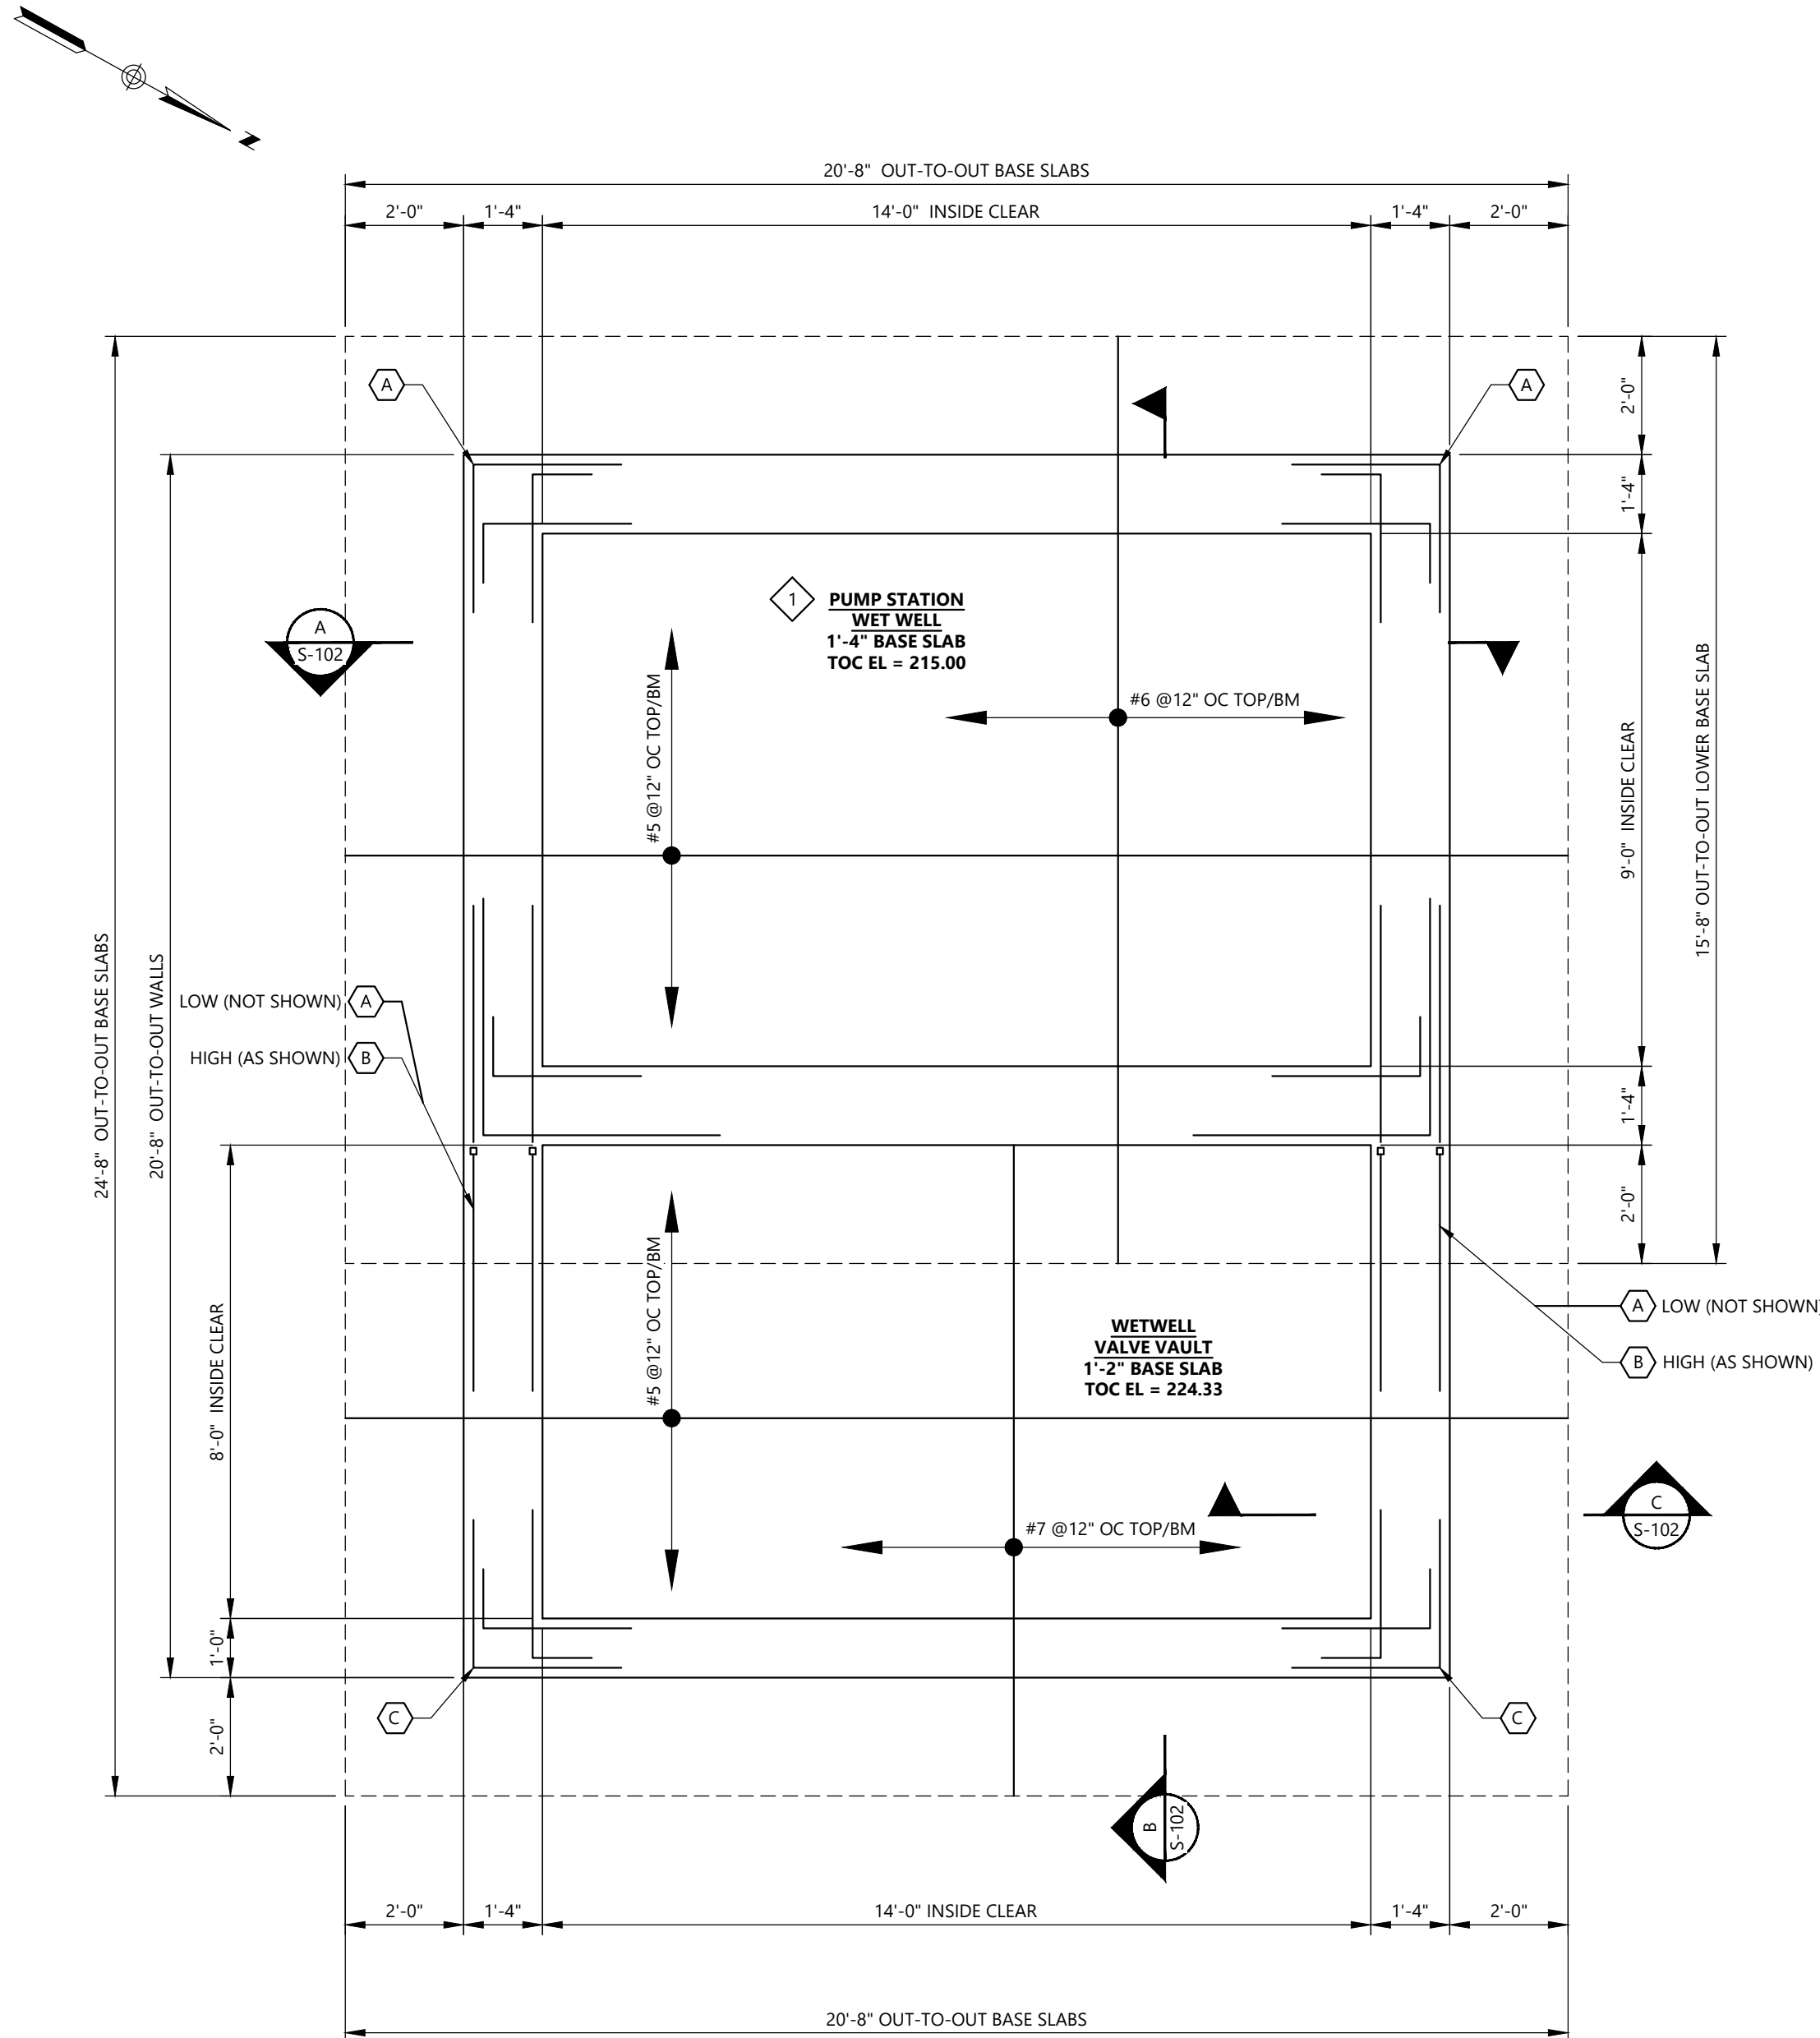 N
20'-8" OUT-TO-OUT BASE SLABS
2'-0"
1'-4"
14'-0" INSIDE CLEAR
1'-4"
2'-0"
A
A
2'-0"
1'-4"
9'-0" INSIDE CLEAR
1'-4"
2'-0"
15'-8" OUT-TO-OUT LOWER BASE SLAB
A
S-102
1
PUMP STATION
WET WELL
1'-4" BASE SLAB
TOC EL = 215.00
#6 @12" OC TOP/BM
#5 @12" OC TOP/BM
24'-8" OUT-TO-OUT BASE SLABS
20'-8" OUT-TO-OUT WALLS
LOW (NOT SHOWN) A
HIGH (AS SHOWN) B
8'-0" INSIDE CLEAR
1'-0"
2'-0"
#5 @12" OC TOP/BM
WETWELL
VALVE VAULT
1'-2" BASE SLAB
TOC EL = 224.33
A LOW (NOT SHOWN)
B HIGH (AS SHOWN)
#7 @12" OC TOP/BM
C
S-102
C
C
B
S-102
2'-0"
1'-4"
14'-0" INSIDE CLEAR
1'-4"
2'-0"
20'-8" OUT-TO-OUT BASE SLABS